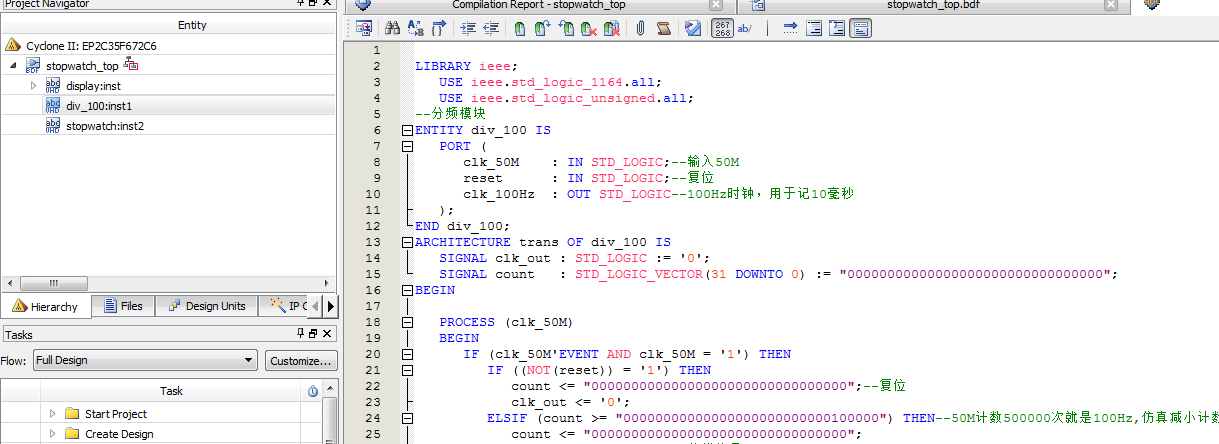 Project Navigator
Entity
Cyclone II: EP2C35F672C6
stopwatch_top
display:inst
div_100:inst1
stopwatch:inst2
Hierarchy Files Design Units IP
Tasks
Flow: Full Design Customize...
Task
Start Project
Create Design
Compilation Report - stopwatch_top stopwatch_top.bdf
267 268 ab/
1
2 LIBRARY ieee;
3 USE ieee.std_logic_1164.all;
4 USE ieee.std_logic_unsigned.all;
5 --分频模块
6 ENTITY div_100 IS
7 PORT (
8 clk_50M : IN STD_LOGIC;--输入50M
9 reset : IN STD_LOGIC;--复位
10 clk_100Hz : OUT STD_LOGIC--100Hz时钟，用于记10毫秒
11 );
12 END div_100;
13 ARCHITECTURE trans OF div_100 IS
14 SIGNAL clk_out : STD_LOGIC := '0';
15 SIGNAL count : STD_LOGIC_VECTOR(31 DOWNTO 0) := "00000000000000000000000000000000";
16 BEGIN
17
18 PROCESS (clk_50M)
19 BEGIN
20 IF (clk_50M'EVENT AND clk_50M = '1') THEN
21 IF ((NOT(reset)) = '1') THEN
22 count <= "00000000000000000000000000000000";--复位
23 clk_out <= '0';
24 ELSIF (count >= "00000000000000000000000000100000") THEN--50M计数500000次就是100Hz,仿真减小计数
25 count <= "00000000000000000000000000000000";